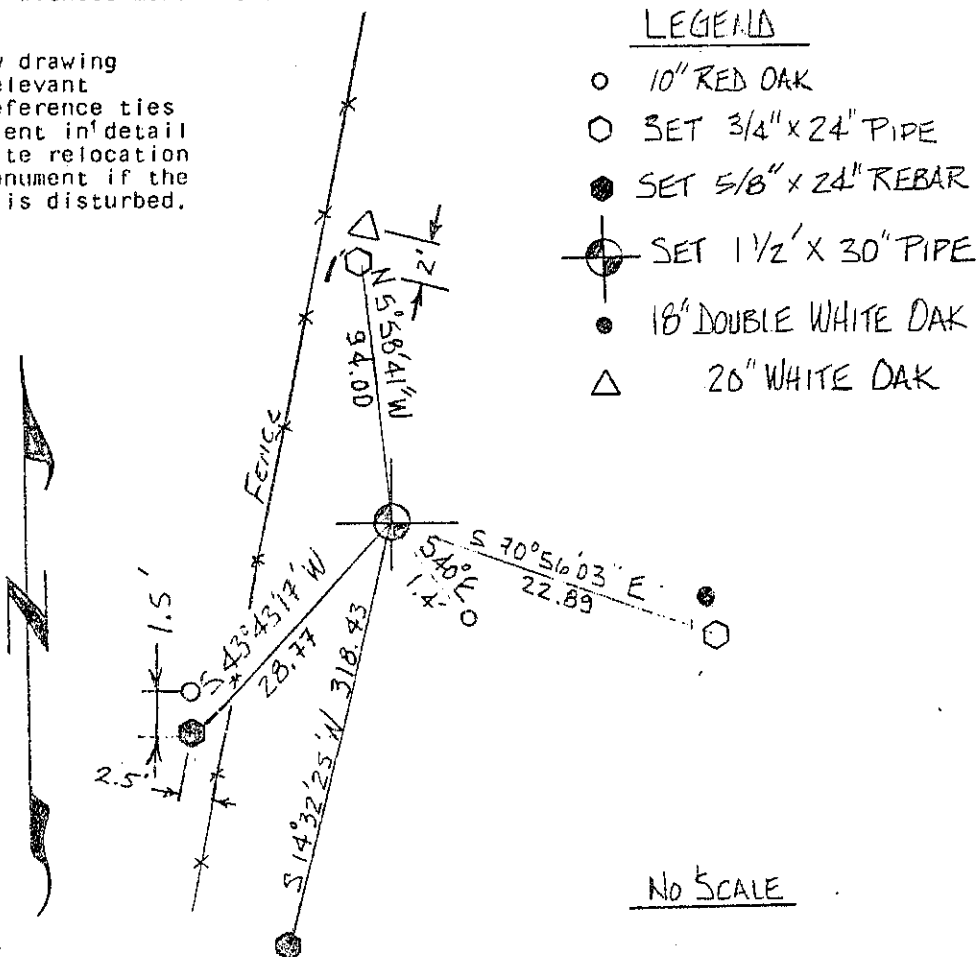 drawing
elevant
eference ties
ent in detail
te relocation
onument if the
is disturbed.
LEGEND
10" RED OAK
SET 3/4" x 24" PIPE
SET 5/8" x 24" REBAR
SET 1 1/2' x 30" PIPE
18" DOUBLE WHITE OAK
20" WHITE OAK
2'
N 5°58'41" W
94.00
FENCE
S 70°56'03" E
22.89
S40°E
1.4'
S 43°43'17" W
28.77
1.5'
2.5'
S 14°32'25" W 318.43
NO SCALE